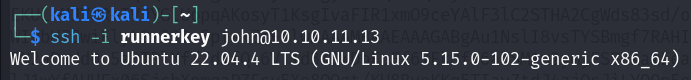 (kali㉿kali)-[~]
$ ssh -i runnerkey john@10.10.11.13
Welcome to Ubuntu 22.04.4 LTS (GNU/Linux 5.15.0-102-generic x86_64)